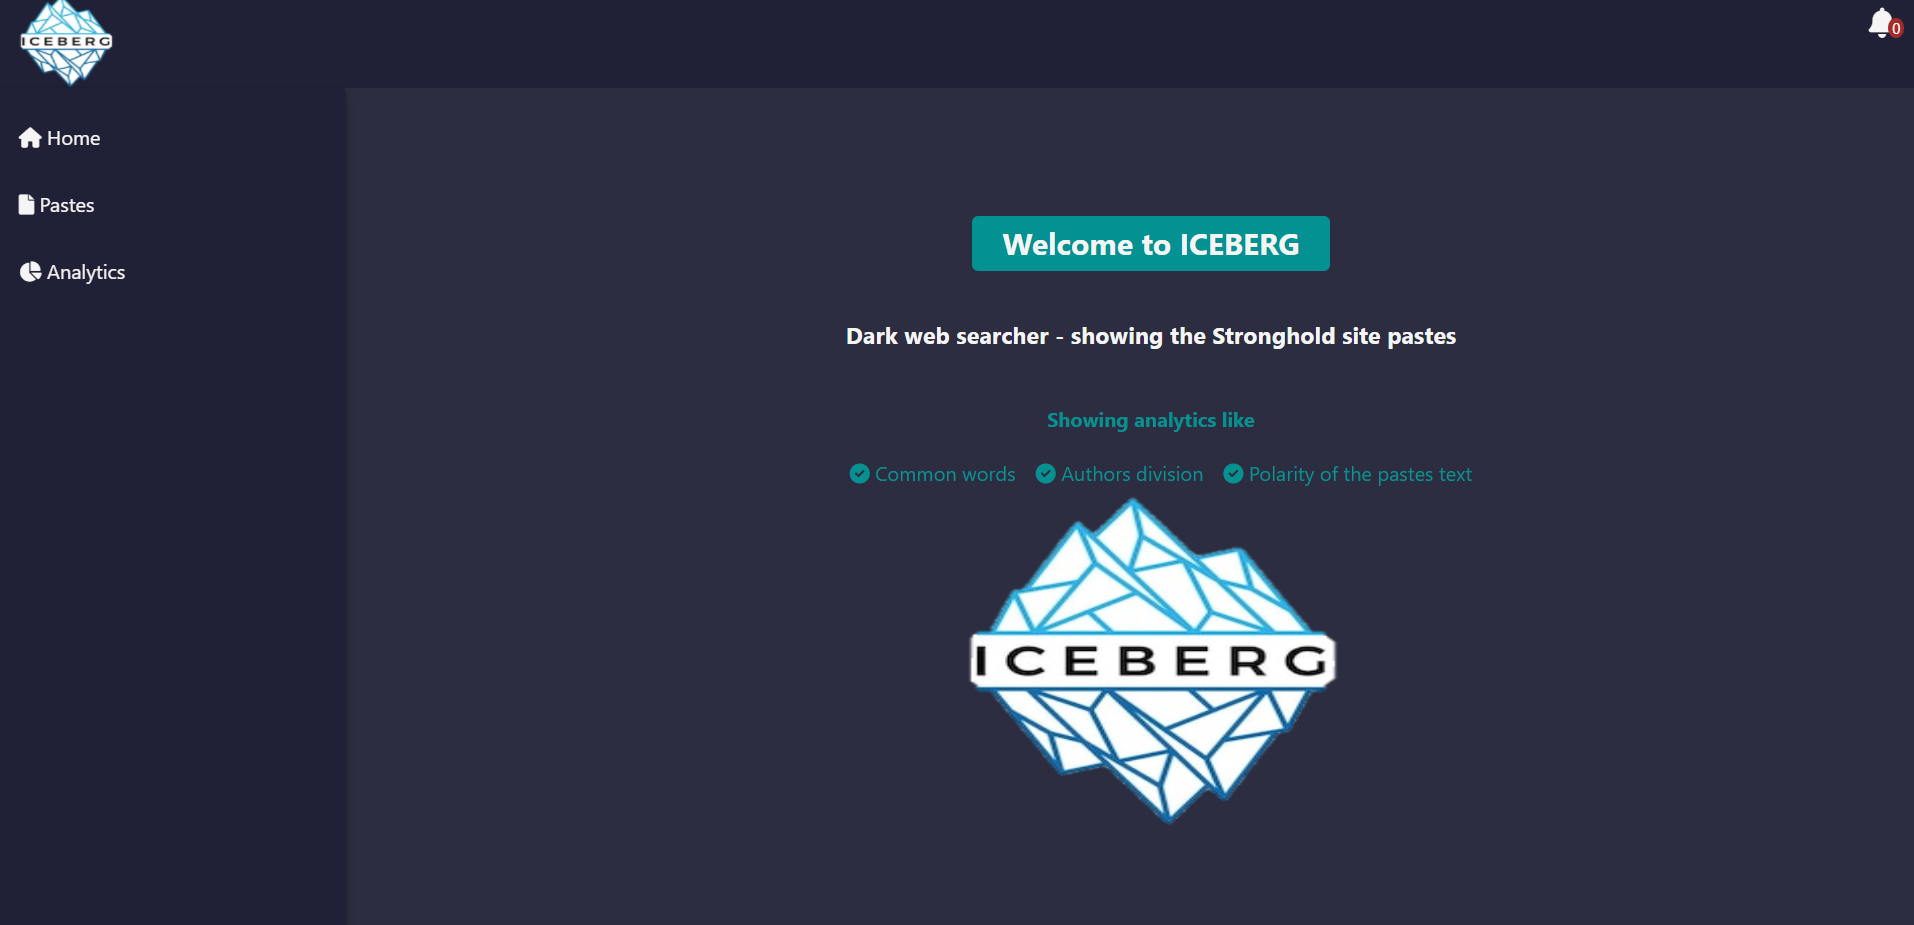 ICEBERG
0
Home
Pastes
Analytics
Welcome to ICEBERG
Dark web searcher - showing the Stronghold site pastes
Showing analytics like
Common words Authors division Polarity of the pastes text
ICEBERG